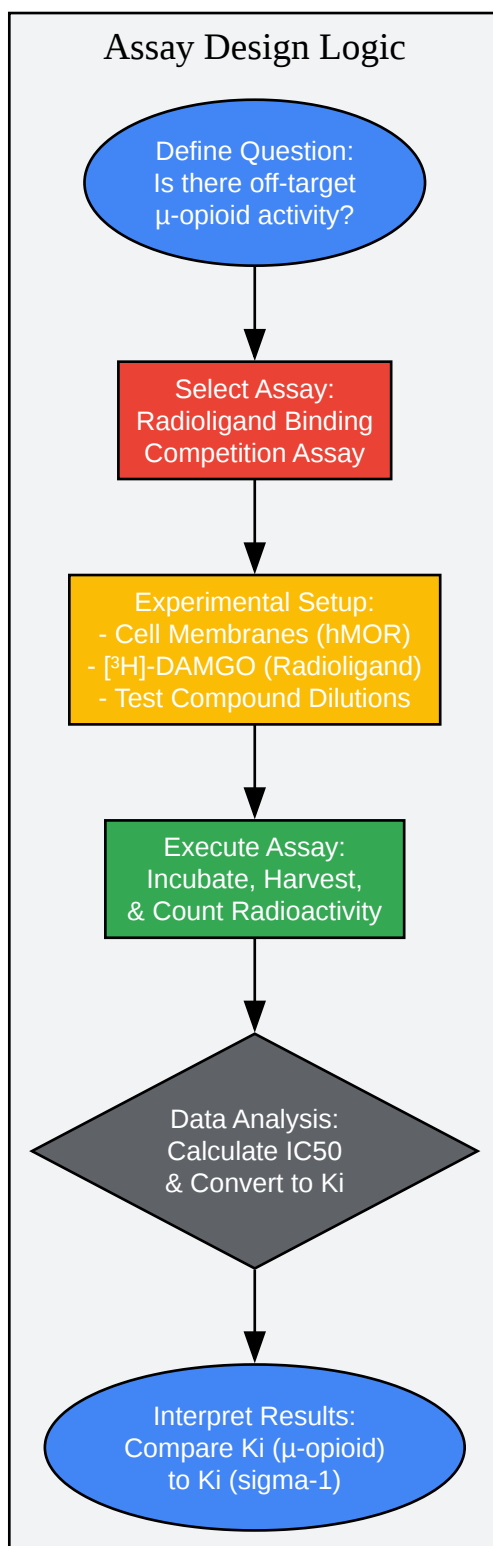 Assay Design Logic
Define Question:
Is there off-target
µ-opioid activity?
Select Assay:
Radioligand Binding
Competition Assay
Experimental Setup:
- Cell Membranes (hMOR)
- [³H]-DAMGO (Radioligand)
- Test Compound Dilutions
Execute Assay:
Incubate, Harvest,
& Count Radioactivity
Data Analysis:
Calculate IC50
& Convert to Ki
Interpret Results:
Compare Ki (µ-opioid)
to Ki (sigma-1)